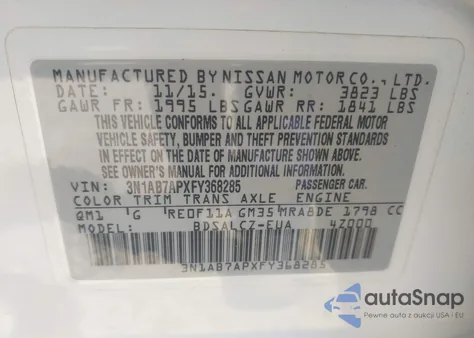 MANUFACTURED BY NISSAN MOTOR CO., LTD.
DATE: 11/15. GVWR: 3823 LBS
GAWR FR: 1995 LBS GAWR RR: 1841 LBS
THIS VEHICLE CONFORMS TO ALL APPLICABLE FEDERAL MOTOR
VEHICLE SAFETY, BUMPER AND THEFT PREVENTION STANDARDS
IN EFFECT ON THE DATE OF MANUFACTURE SHOWN ABOVE.
SEE OWNER'S MANUAL FOR ADDITIONAL INFORMATION.
VIN: 3N1AB7APXFY368285 PASSENGER CAR.
COLOR TRIM TRANS AXLE ENGINE
QM1 G RE0F11A GM35 MRA8DE 1798 CC
MODEL: BDSALCZ-EUA 4Z000
3N1AB7APXFY368285
autoSnap
Pewne auta z aukcji USA i EU